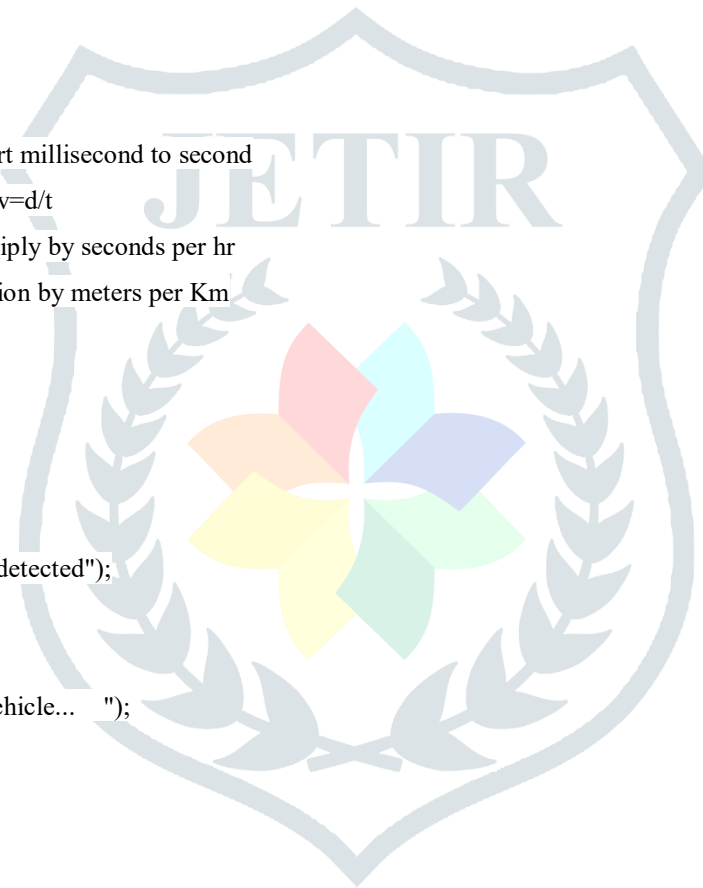 JETIR
rt millisecond to second
v=d/t
iply by seconds per hr
ion by meters per Km
detected");
ehicle... ");